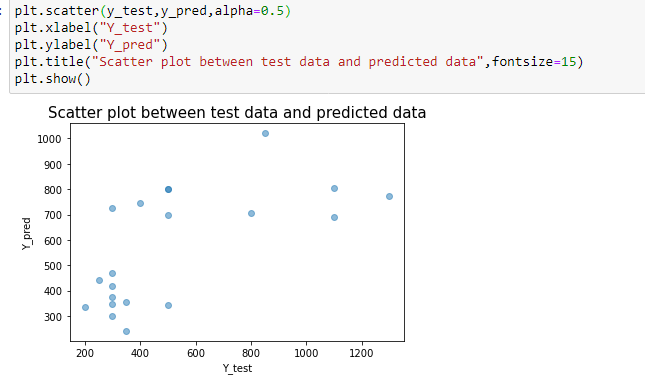 plt.scatter(y_test,y_pred,alpha=0.5)
plt.xlabel("Y_test")
plt.ylabel("Y_pred")
plt.title("Scatter plot between test data and predicted data",fontsize=15)
plt.show()
Scatter plot between test data and predicted data
1000
900
800
700
600
500
400
300
Y_pred
200 400 600 800 1000 1200
Y_test